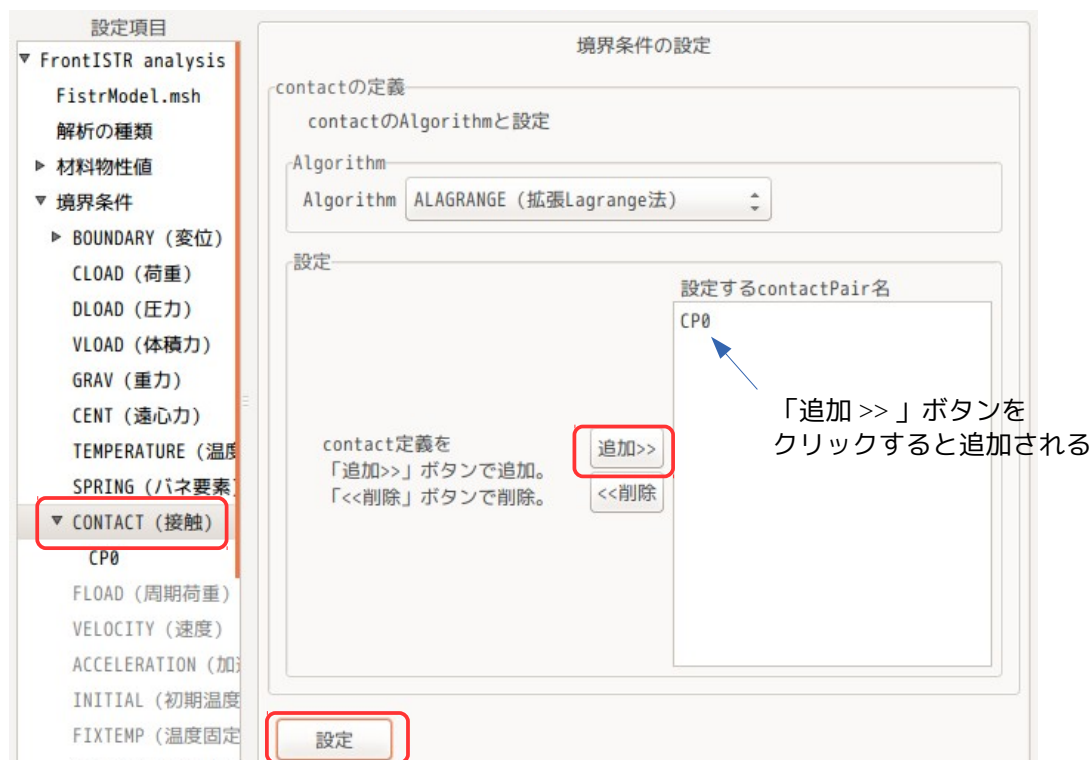 設定項目
FrontISTR analysis
FistrModel.msh
解析の種類
材料物性値
境界条件
BOUNDARY (変位)
CLOAD (荷重)
DLOAD (圧力)
VLOAD (体積力)
GRAV (重力)
CENT (遠心力)
TEMPERATURE (温度
SPRING (バネ要素)
CONTACT (接触)
CP0
FLOAD (周期荷重)
VELOCITY (速度)
ACCELERATION (加速
INITIAL (初期温度
FIXTEMP (温度固定
境界条件の設定
contactの定義
contactのAlgorithmと設定
Algorithm
Algorithm ALAGRANGE (拡張Lagrange法)
設定
設定するcontactPair名
CP0
contact定義を
「追加>>」ボタンで追加。
「<<削除」ボタンで削除。
追加>>
<<削除
「追加 >> 」ボタンを
クリックすると追加される
設定